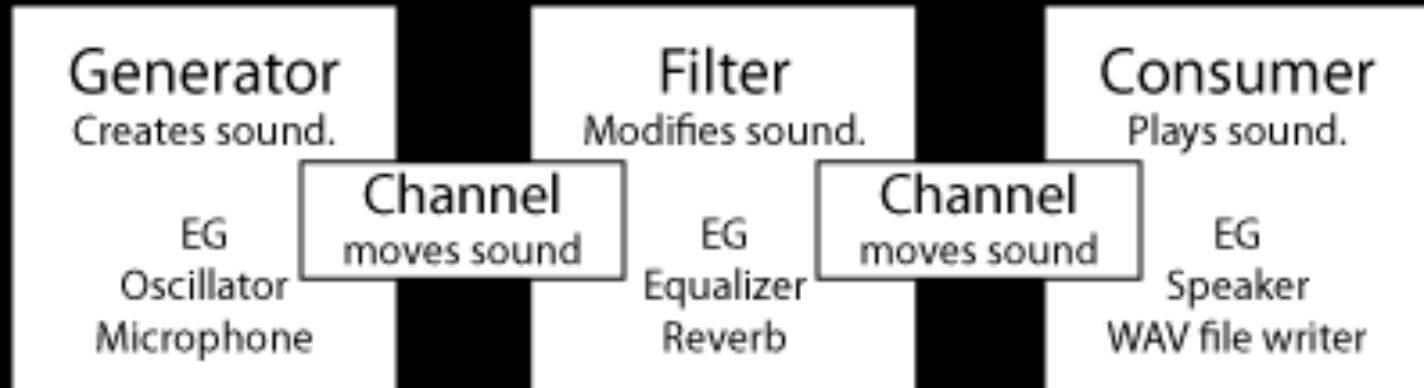 Generator
Creates sound.
EG
Oscillator
Microphone
Channel
moves sound
Filter
Modifies sound.
EG
Equalizer
Reverb
Channel
moves sound
Consumer
Plays sound.
EG
Speaker
WAV file writer